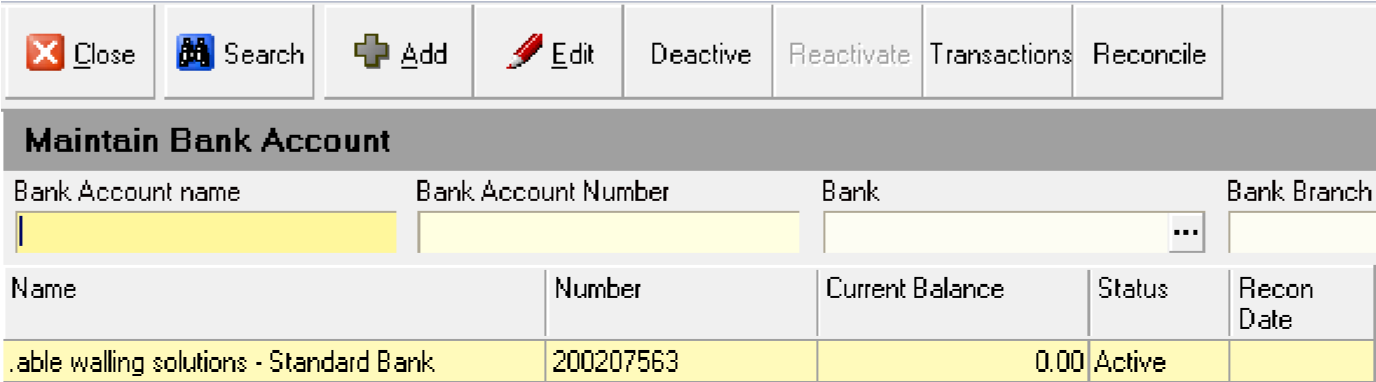 Close Search Add Edit Deactive Reactivate Transactions Reconcile
Maintain Bank Account
Bank Account name Bank Account Number Bank Bank Branch
...
Name Number Current Balance Status Recon
Date
.able walling solutions - Standard Bank 200207563 0.00 Active